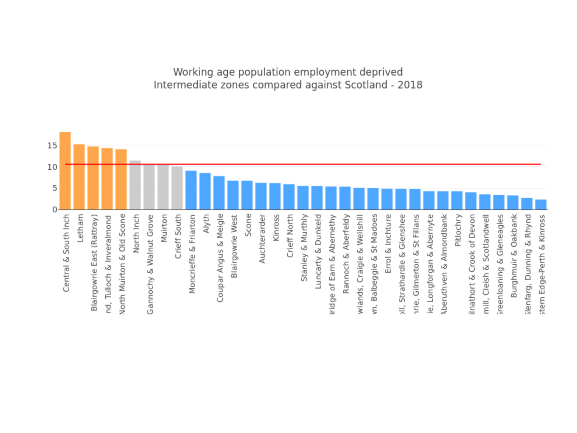 Working age population employment deprived
Intermediate zones compared against Scotland - 2018
15
10
5
0
Central & South Inch
Letham
Blairgowrie East (Rattray)
nd, Tulloch & Inveralmond
North Muirton & Old Scone
North Inch
Gannochy & Walnut Grove
Muirton
Crieff South
Moncrieffe & Friarton
Alyth
Coupar Angus & Meigle
Blairgowrie West
Scone
Auchterarder
Kinross
Crieff North
Stanley & Murthly
Luncarty & Dunkeld
ridge of Earn & Abernethy
Rannoch & Aberfeldy
wlands, Craigie & Wellshill
n, Balbeggie & St Madoes
Errol & Inchture
ll, Strathardle & Glenshee
rie, Gilmerton & St Fillans
ie, Longforgan & Abernyte
Aberuthven & Almondbank
Pitlochry
ilnathort & Crook of Devon
mill, Cleish & Scotlandwell
Greenloaning & Gleneagles
Burghmuir & Oakbank
Glenfarg, Dunning & Rhynd
stern Edge-Perth & Kinross